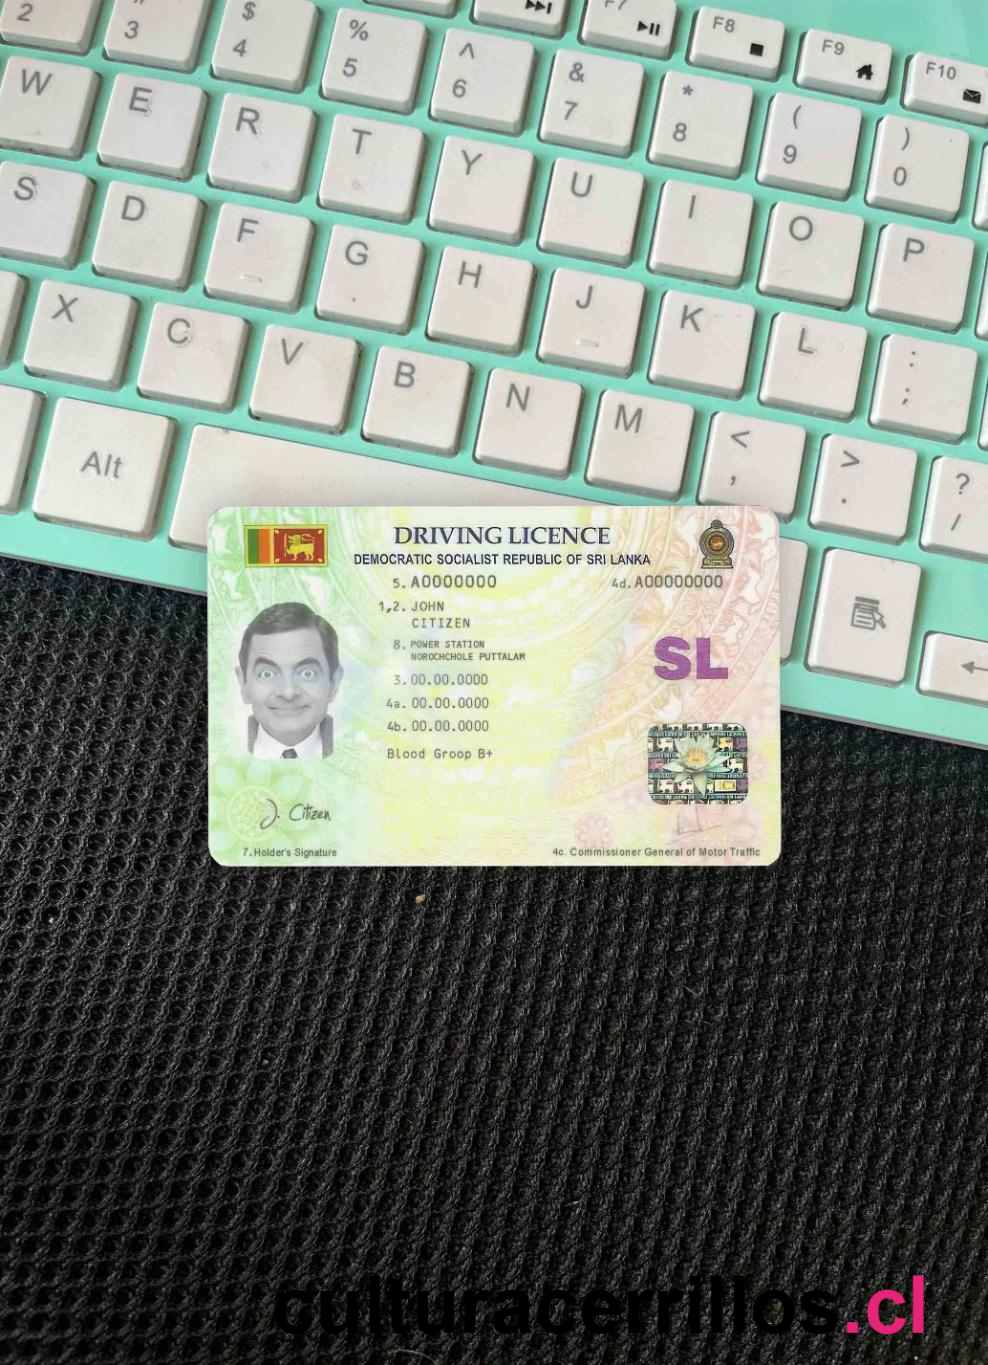 2 3 $ 4 % 5 ^ 6 & 7 * 8 ( 9 ) 0
F7 F8 F9 F10
W E R T Y U I O P
S D F G H J K L : ;
X C V B N M < , > . ? /
Alt
DRIVING LICENCE
DEMOCRATIC SOCIALIST REPUBLIC OF SRI LANKA
5. A0000000 4d. A00000000
1,2. JOHN
CITIZEN
8. POWER STATION
NOROCHCHOLE PUTTALAM
SL
3. 00.00.0000
4a. 00.00.0000
4b. 00.00.0000
Blood Groop B+
J. Citizen
7. Holder's Signature 4c. Commissioner General of Motor Traffic
culturacerrillos.cl